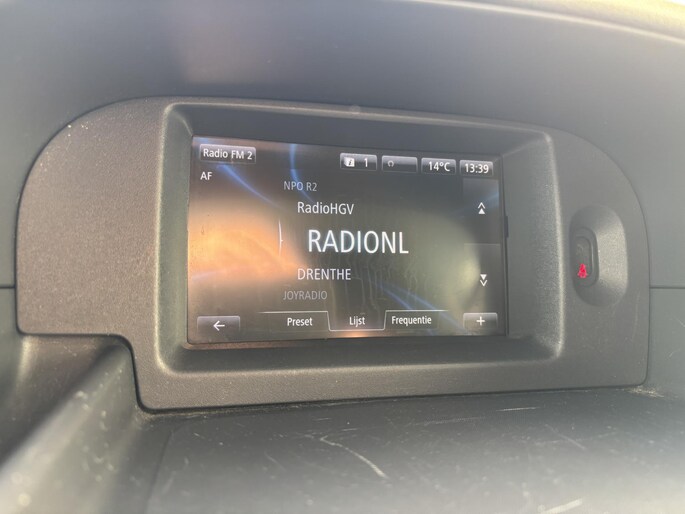 Radio FM 2
1
14°C
13:39
AF
NPO R2
RadioHGV
RADIONL
DRENTHE
JOYRADIO
Preset
Lijst
Frequentie